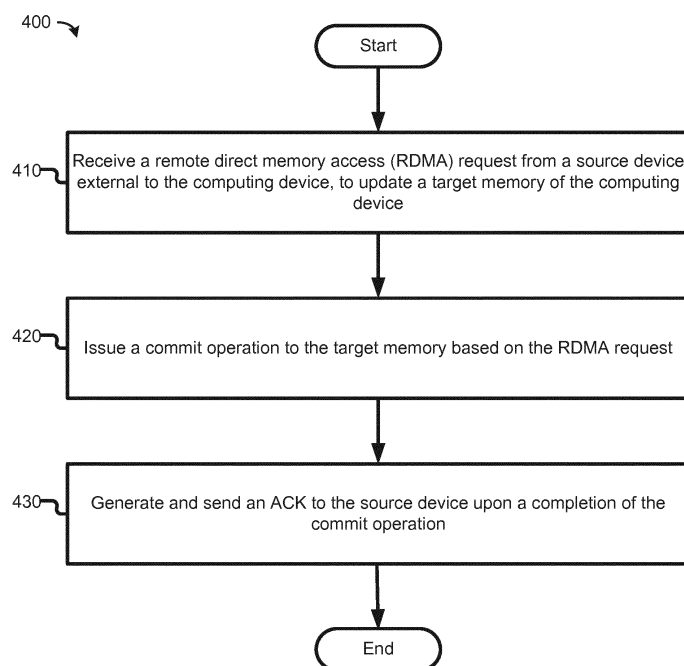 400
Start
410
Receive a remote direct memory access (RDMA) request from a source device
external to the computing device, to update a target memory of the computing
device
420
Issue a commit operation to the target memory based on the RDMA request
430
Generate and send an ACK to the source device upon a completion of the
commit operation
End